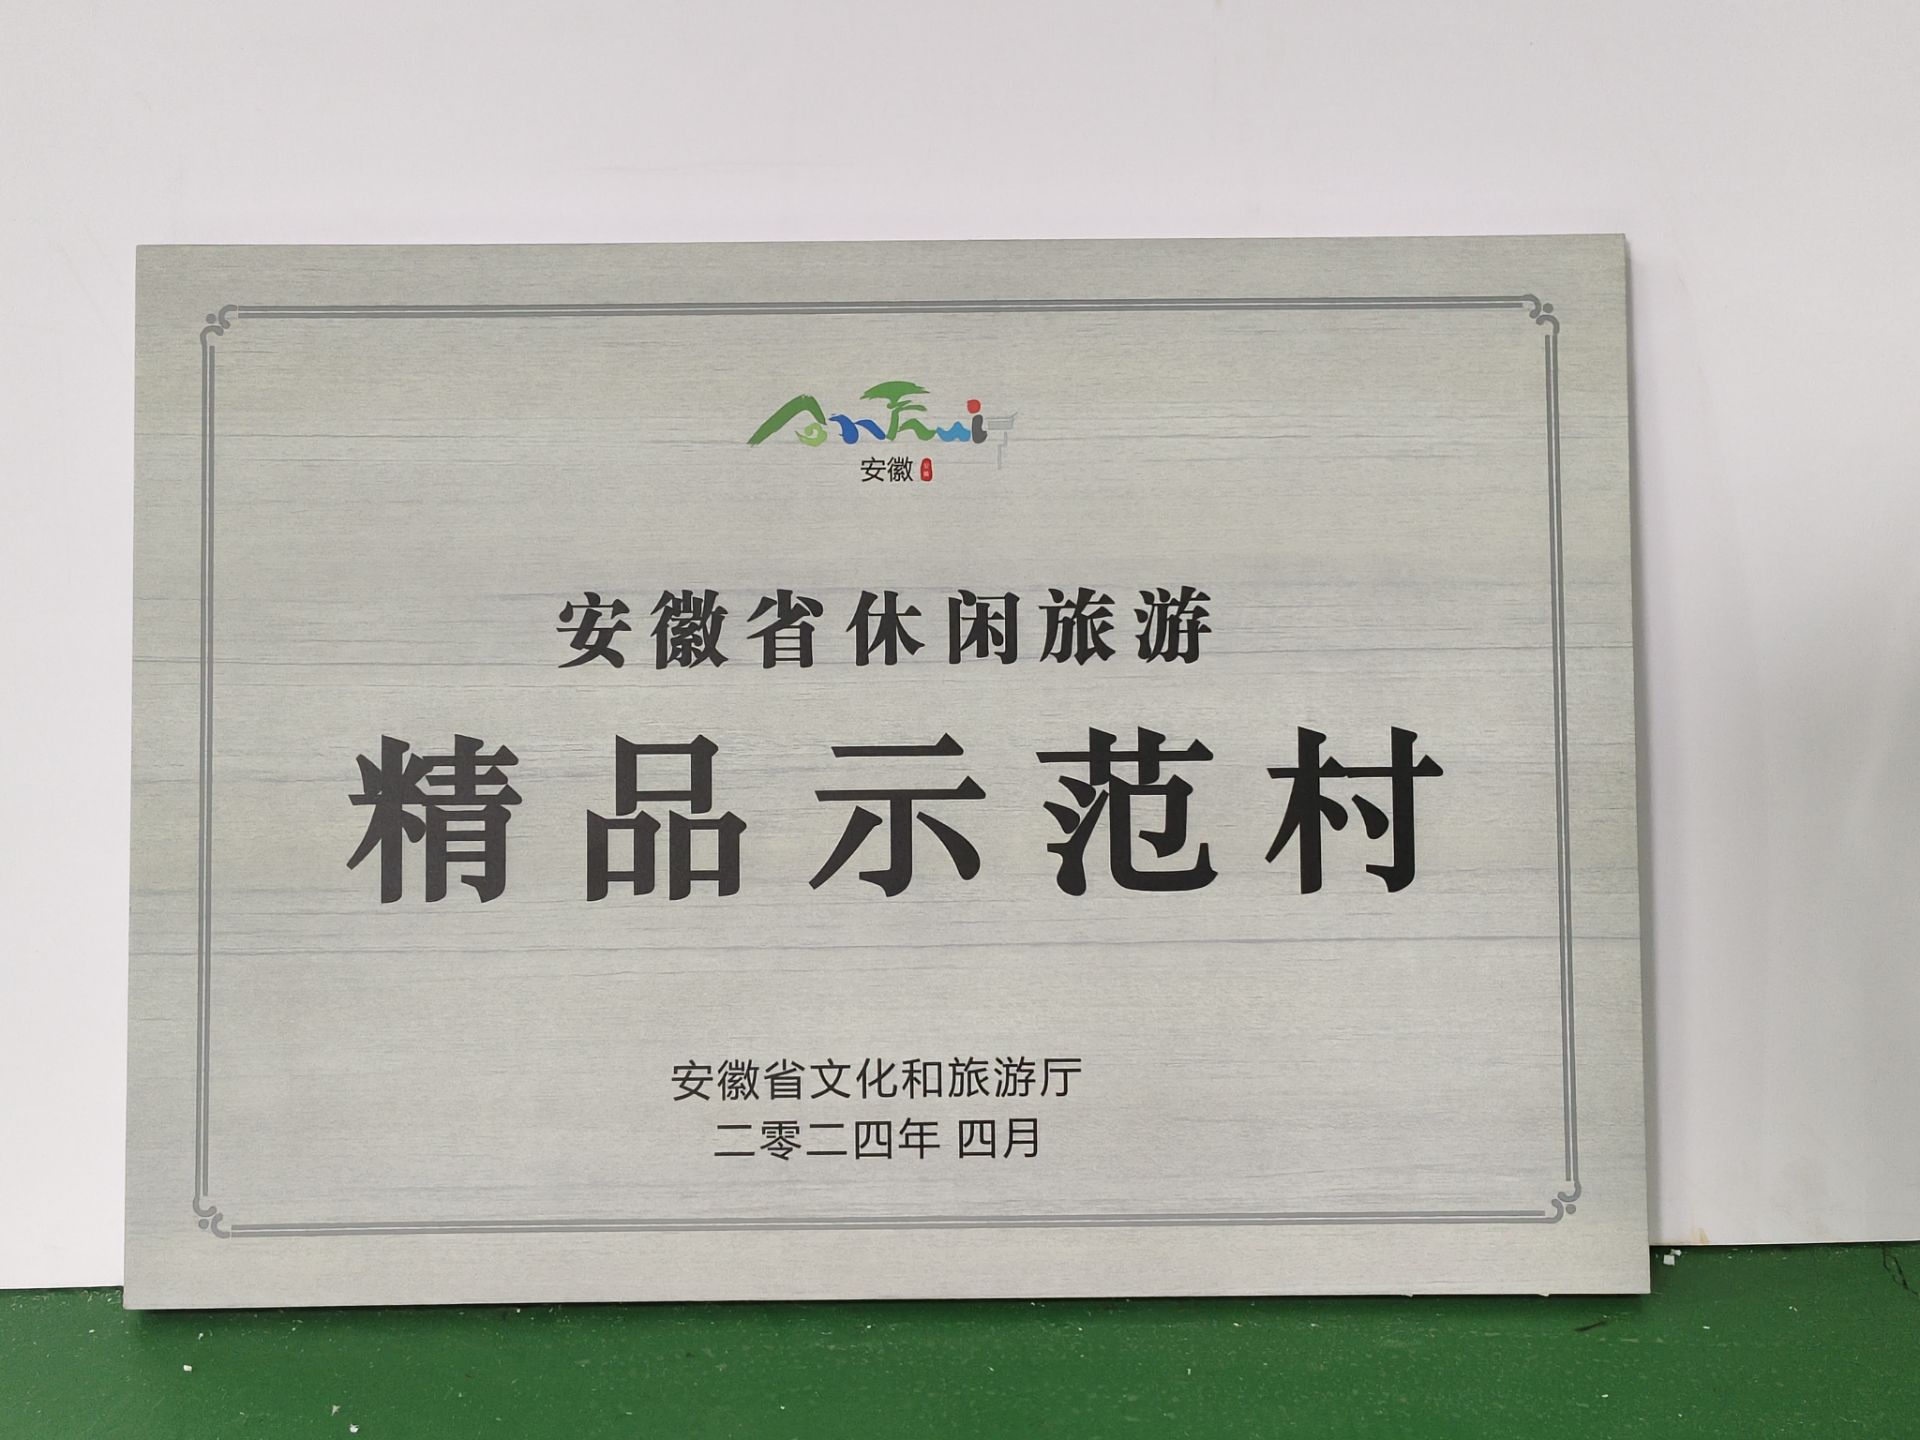 AnHui
安徽
安徽省休闲旅游
精品示范村
安徽省文化和旅游厅
二零二四年 四月